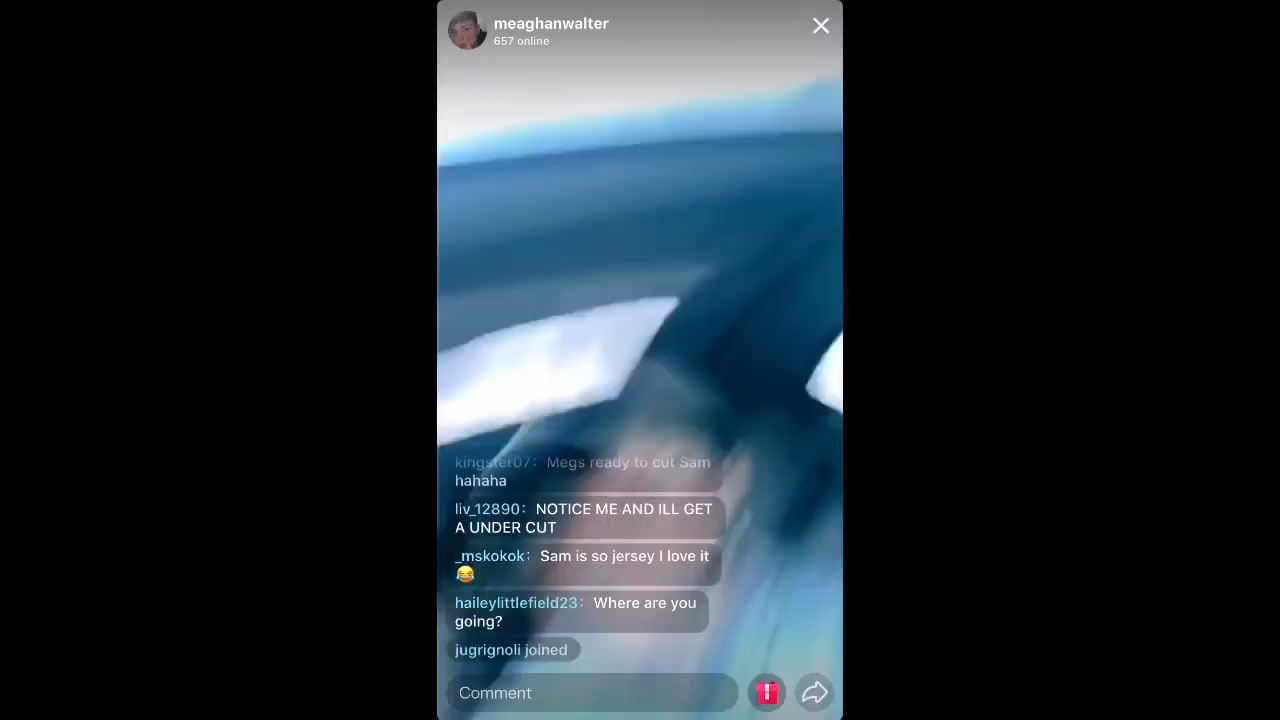 meaghanwalter
657 online
kingster07: Megs ready to cut Sam
hahaha
liv_12890: NOTICE ME AND ILL GET
A UNDER CUT
_mskokok: Sam is so jersey I love it
😂
haileylittlefield23: Where are you
going?
jugrignoli joined
Comment